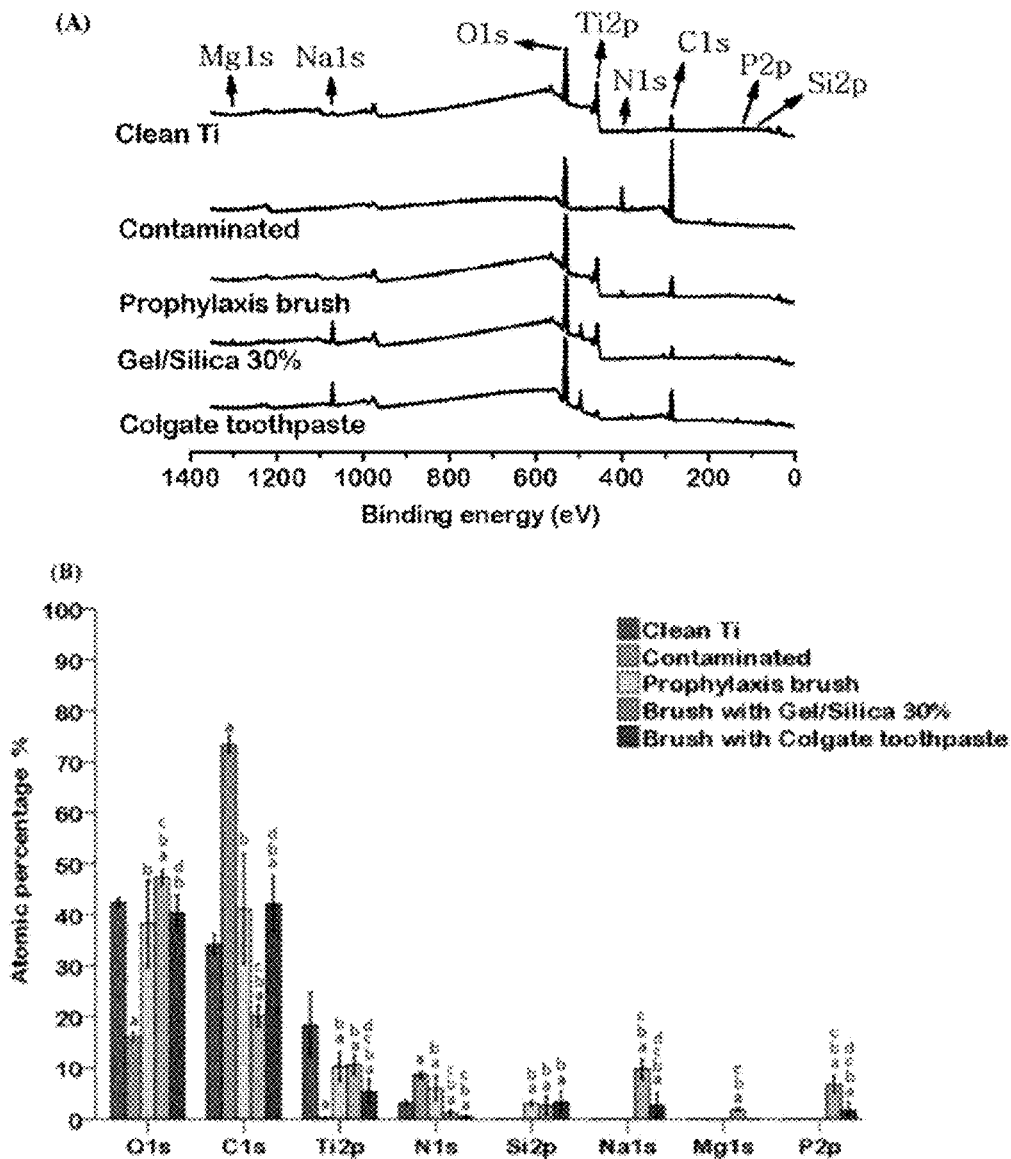 (A)
Mg1s Na1s O1s Ti2p N1s C1s P2p Si2p
Clean Ti
Contaminated
Prophylaxis brush
Gel/Silica 30%
Colgate toothpaste
1400 1200 1000 800 600 400 200 0
Binding energy (eV)
(B)
100
90
80
70
60
50
40
30
20
10
0
Atomic percentage %
Clean Ti
Contaminated
Prophylaxis brush
Brush with Gel/Silica 30%
Brush with Colgate toothpaste
O1s C1s Ti2p N1s Si2p Na1s Mg1s P2p